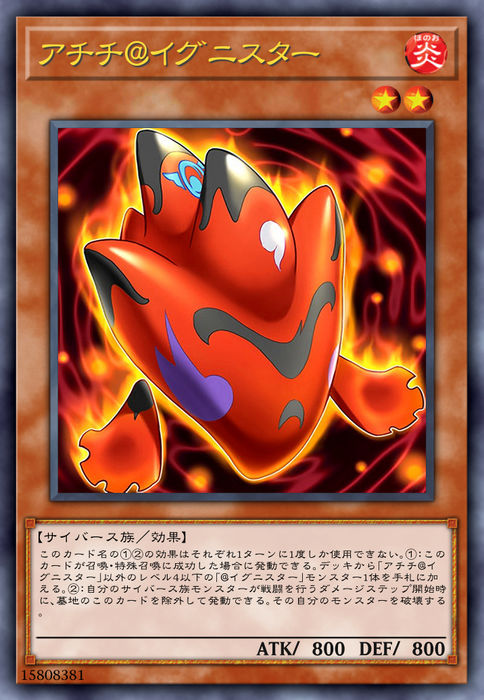 アチチ@イグニスター
ほのお
炎
【サイバース族／効果】
このカード名の①②の効果はそれぞれ1ターンに1度しか使用できない。①：この
カードが召喚・特殊召喚に成功した場合に発動できる。デッキから「アチチ@イ
グニスター」以外のレベル4以下の「@イグニスター」モンスター1体を手札に加
える。②：自分のサイバース族モンスターが戦闘を行うダメージステップ開始時
に、墓地のこのカードを除外して発動できる。その自分のモンスターを破壊する
。
ATK/ 800 DEF/ 800
15808381